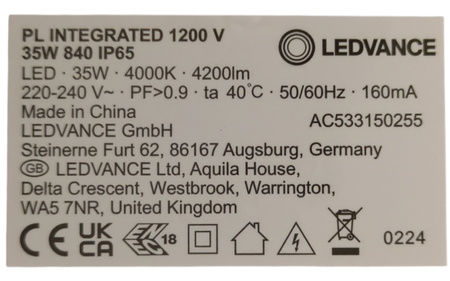 PL INTEGRATED 1200 V
35W 840 IP65
LEDVANCE
LED · 35W · 4000K · 4200lm
220-240 V~ · PF>0.9 · ta 40°C · 50/60Hz · 160mA
Made in China
AC533150255
LEDVANCE GmbH
Steinerne Furt 62, 86167 Augsburg, Germany
GB LEDVANCE Ltd, Aquila House,
Delta Crescent, Westbrook, Warrington,
WA5 7NR, United Kingdom
CE UK CA ENEC 18 0224